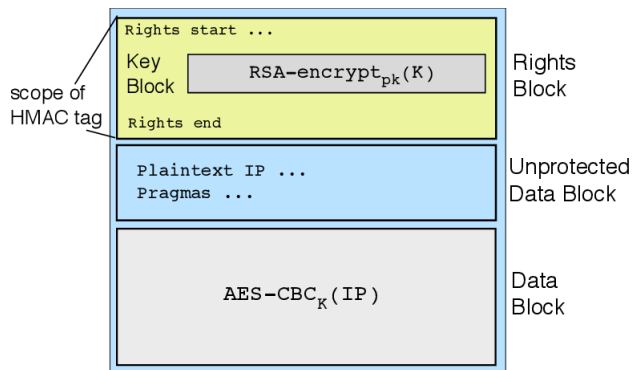 Rights start ...
Key
Block
RSA-encrypt_pk(K)
Rights end
Rights
Block
scope of
HMAC tag
Plaintext IP ...
Pragmas ...
Unprotected
Data Block
AES-CBC_K(IP)
Data
Block